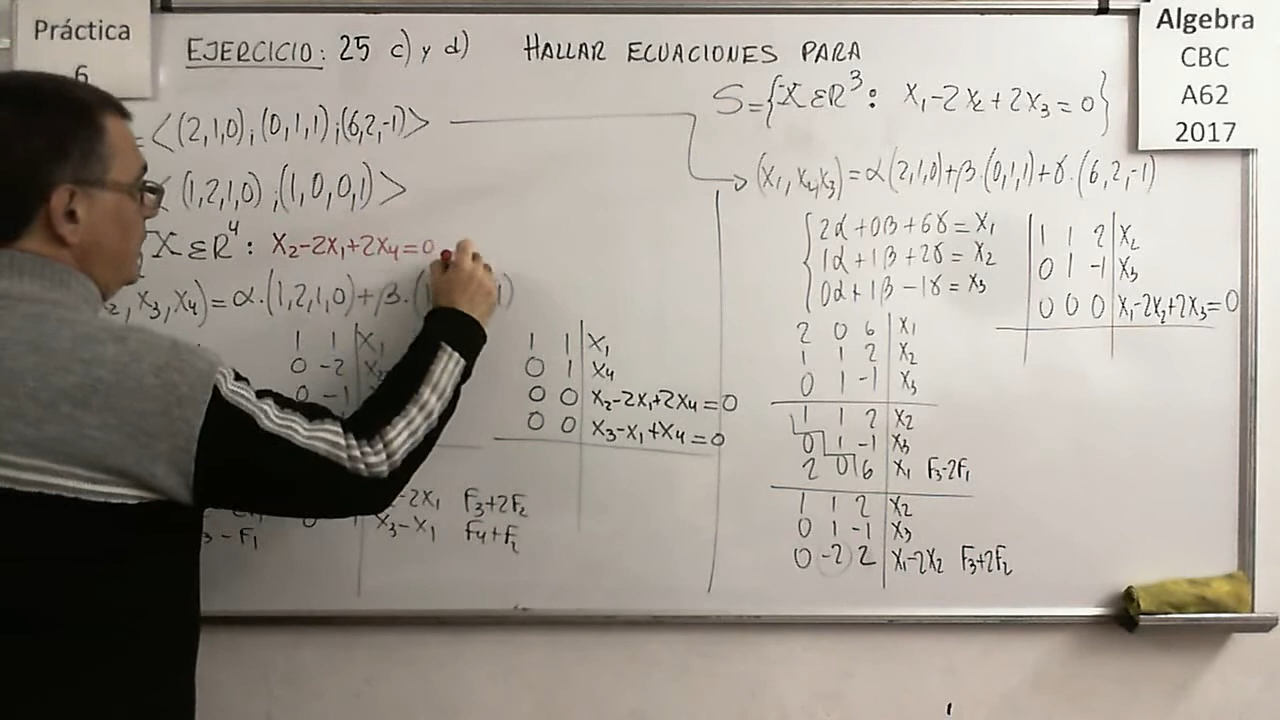 Práctica
6
EJERCICIO: 25 c) y d) HALLAR ECUACIONES PARA
Algebra
CBC
A62
2017
= <(2,1,0);(0,1,1);(6,2,-1)>
<(1,2,1,0);(1,0,0,1)>
X ∈ R⁴: X₂-2X₁+2X₄=0
, X₃, X₄) = α.(1,2,1,0)+β.(
1 1 | X₁
0 -2
0 -1
-2X₁ F₃+2F₂
X₃-X₁ F₄+F₂
- F₁
1 1 | X₁
0 1 | X₄
0 0 | X₂-2X₁+2X₄=0
0 0 | X₃-X₁+X₄=0
S={X ∈ R³: X₁-2X₂+2X₃=0}
(X₁,X₂,X₃)=α(2,1,0)+β.(0,1,1)+γ.(6,2,-1)
2α+0β+6γ=X₁
1α+1β+2γ=X₂
0α+1β-1γ=X₃
2 0 6 | X₁
1 1 2 | X₂
0 1 -1 | X₃
1 1 2 | X₂
0 1 -1 | X₃
2 0 6 | X₁ F₃-2F₁
1 1 2 | X₂
0 1 -1 | X₃
0 -2 2 | X₁-2X₂ F₃+2F₂
1 1 2 | X₂
0 1 -1 | X₃
0 0 0 | X₁-2X₂+2X₃=0